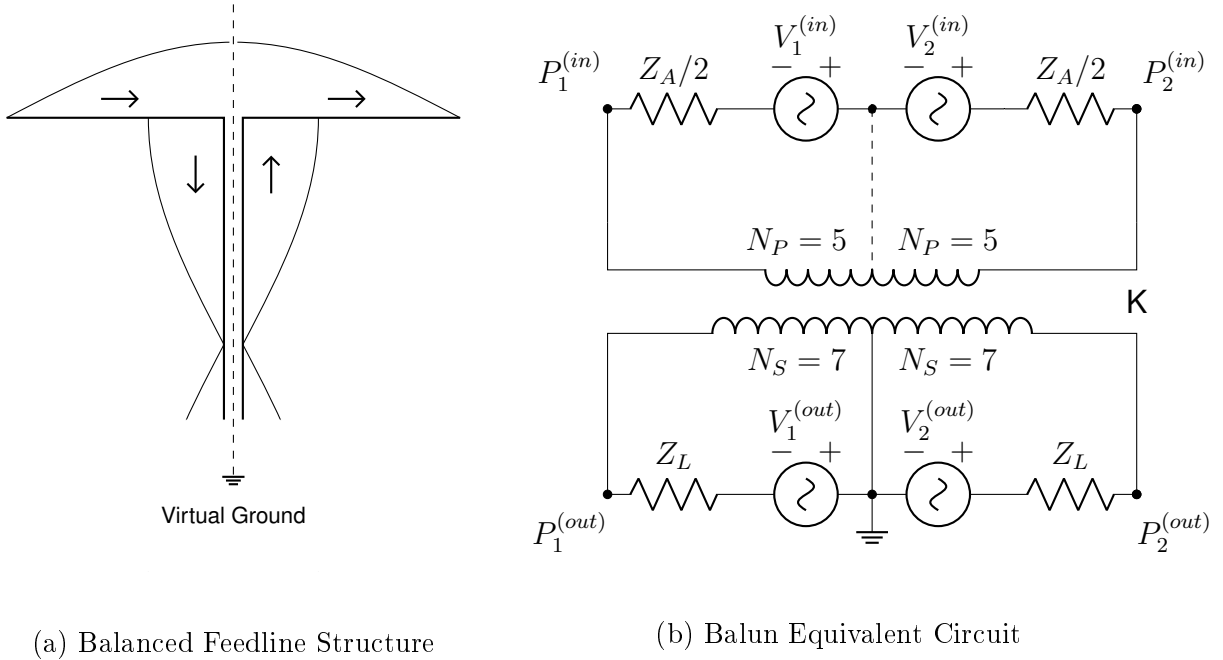 Virtual Ground
(a) Balanced Feedline Structure
P_1^{(in)} Z_A/2 V_1^{(in)} V_2^{(in)} Z_A/2 P_2^{(in)}
− + − +
N_P = 5 N_P = 5
K
N_S = 7 N_S = 7
V_1^{(out)} V_2^{(out)}
Z_L − + − + Z_L
P_1^{(out)} P_2^{(out)}
(b) Balun Equivalent Circuit